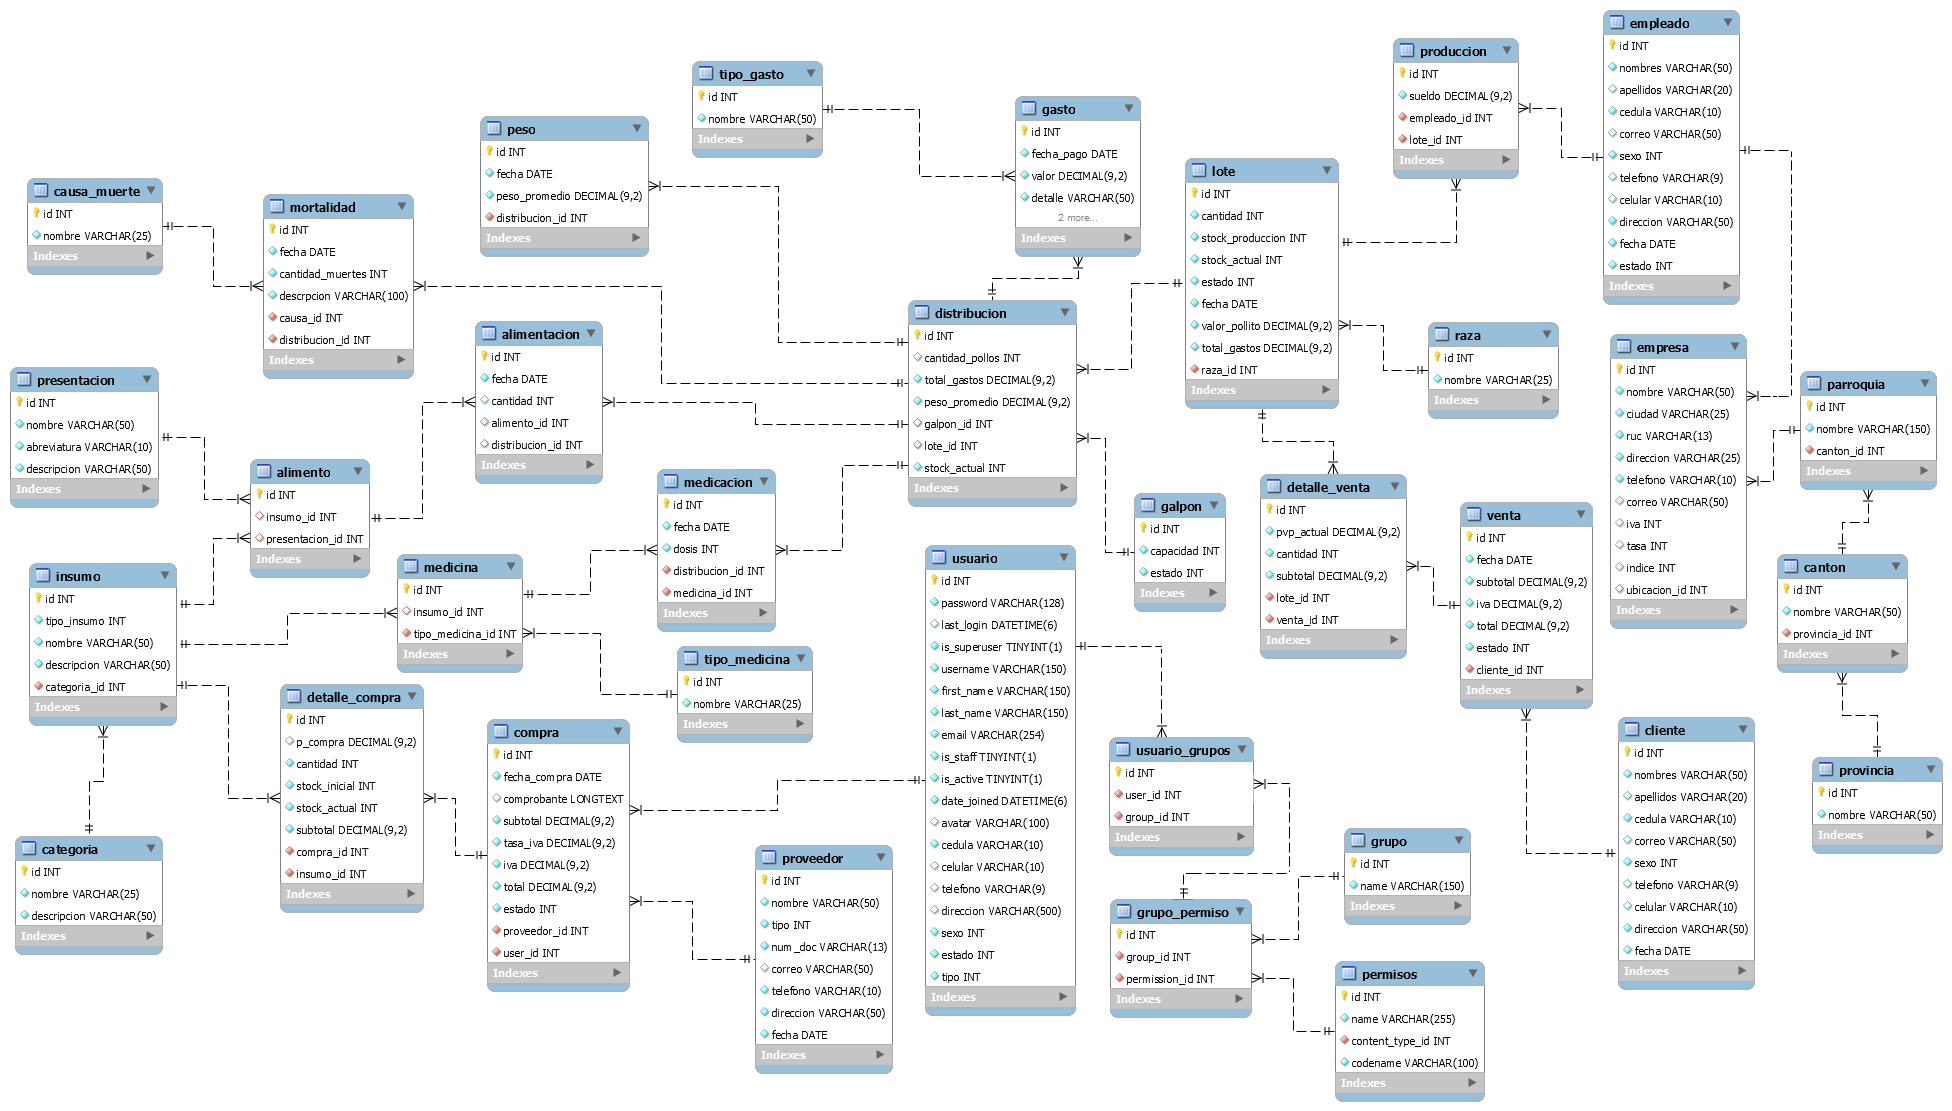 causa_muerte
id INT
nombre VARCHAR(25)
Indexes
mortalidad
id INT
fecha DATE
cantidad_muertes INT
descrpcion VARCHAR(100)
causa_id INT
distribucion_id INT
Indexes
peso
id INT
fecha DATE
peso_promedio DECIMAL(9,2)
distribucion_id INT
Indexes
tipo_gasto
id INT
nombre VARCHAR(50)
Indexes
gasto
id INT
fecha_pago DATE
valor DECIMAL(9,2)
detalle VARCHAR(50)
2 more...
Indexes
lote
id INT
cantidad INT
stock_produccion INT
stock_actual INT
estado INT
fecha DATE
valor_pollito DECIMAL(9,2)
total_gastos DECIMAL(9,2)
raza_id INT
Indexes
produccion
id INT
sueldo DECIMAL(9,2)
empleado_id INT
lote_id INT
Indexes
empleado
id INT
nombres VARCHAR(50)
apellidos VARCHAR(20)
cedula VARCHAR(10)
correo VARCHAR(50)
sexo INT
telefono VARCHAR(9)
celular VARCHAR(10)
direccion VARCHAR(50)
fecha DATE
estado INT
Indexes
presentacion
id INT
nombre VARCHAR(50)
abreviatura VARCHAR(10)
descripcion VARCHAR(50)
Indexes
alimentacion
id INT
fecha DATE
cantidad INT
alimento_id INT
distribucion_id INT
Indexes
distribucion
id INT
cantidad_pollos INT
total_gastos DECIMAL(9,2)
peso_promedio DECIMAL(9,2)
galpon_id INT
lote_id INT
stock_actual INT
Indexes
raza
id INT
nombre VARCHAR(25)
Indexes
empresa
id INT
nombre VARCHAR(50)
ciudad VARCHAR(25)
ruc VARCHAR(13)
direccion VARCHAR(25)
telefono VARCHAR(10)
correo VARCHAR(50)
iva INT
tasa INT
indice INT
ubicacion_id INT
Indexes
parroquia
id INT
nombre VARCHAR(150)
canton_id INT
Indexes
alimento
id INT
insumo_id INT
presentacion_id INT
Indexes
medicacion
id INT
fecha DATE
dosis INT
distribucion_id INT
medicina_id INT
Indexes
galpon
id INT
capacidad INT
estado INT
Indexes
detalle_venta
id INT
pvp_actual DECIMAL(9,2)
cantidad INT
subtotal DECIMAL(9,2)
lote_id INT
venta_id INT
Indexes
venta
id INT
fecha DATE
subtotal DECIMAL(9,2)
iva DECIMAL(9,2)
total DECIMAL(9,2)
estado INT
cliente_id INT
Indexes
canton
id INT
nombre VARCHAR(50)
provincia_id INT
Indexes
insumo
id INT
tipo_insumo INT
nombre VARCHAR(50)
descripcion VARCHAR(50)
categoria_id INT
Indexes
medicina
id INT
insumo_id INT
tipo_medicina_id INT
Indexes
tipo_medicina
id INT
nombre VARCHAR(25)
Indexes
usuario
id INT
password VARCHAR(128)
last_login DATETIME(6)
is_superuser TINYINT(1)
username VARCHAR(150)
first_name VARCHAR(150)
last_name VARCHAR(150)
email VARCHAR(254)
is_staff TINYINT(1)
is_active TINYINT(1)
date_joined DATETIME(6)
avatar VARCHAR(100)
cedula VARCHAR(10)
celular VARCHAR(10)
telefono VARCHAR(9)
direccion VARCHAR(500)
sexo INT
estado INT
tipo INT
Indexes
detalle_compra
id INT
p_compra DECIMAL(9,2)
cantidad INT
stock_inicial INT
stock_actual INT
subtotal DECIMAL(9,2)
compra_id INT
insumo_id INT
Indexes
compra
id INT
fecha_compra DATE
comprobante LONGTEXT
subtotal DECIMAL(9,2)
tasa_iva DECIMAL(9,2)
iva DECIMAL(9,2)
total DECIMAL(9,2)
estado INT
proveedor_id INT
user_id INT
Indexes
usuario_grupos
id INT
user_id INT
group_id INT
Indexes
cliente
id INT
nombres VARCHAR(50)
apellidos VARCHAR(20)
cedula VARCHAR(10)
correo VARCHAR(50)
sexo INT
telefono VARCHAR(9)
celular VARCHAR(10)
direccion VARCHAR(50)
fecha DATE
Indexes
provincia
id INT
nombre VARCHAR(50)
Indexes
categoria
id INT
nombre VARCHAR(25)
descripcion VARCHAR(50)
Indexes
proveedor
id INT
nombre VARCHAR(50)
tipo INT
num_doc VARCHAR(13)
correo VARCHAR(50)
telefono VARCHAR(10)
direccion VARCHAR(50)
fecha DATE
Indexes
grupo
id INT
name VARCHAR(150)
Indexes
grupo_permiso
id INT
group_id INT
permission_id INT
Indexes
permisos
id INT
name VARCHAR(255)
content_type_id INT
codename VARCHAR(100)
Indexes